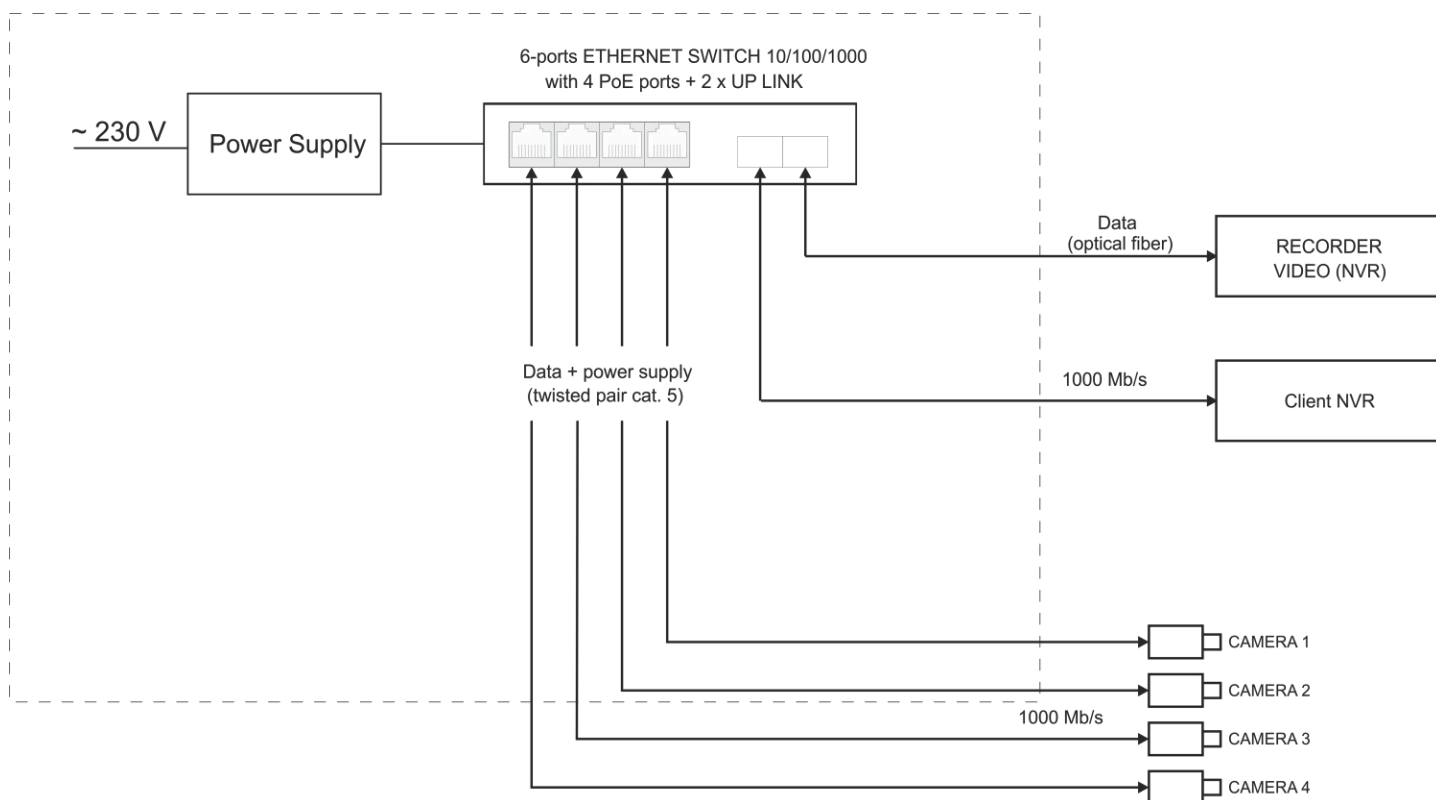 6-ports ETHERNET SWITCH 10/100/1000
with 4 PoE ports + 2 x UP LINK
~ 230 V
Power Supply
Data
(optical fiber)
RECORDER
VIDEO (NVR)
Data + power supply
(twisted pair cat. 5)
1000 Mb/s
Client NVR
CAMERA 1
CAMERA 2
1000 Mb/s
CAMERA 3
CAMERA 4